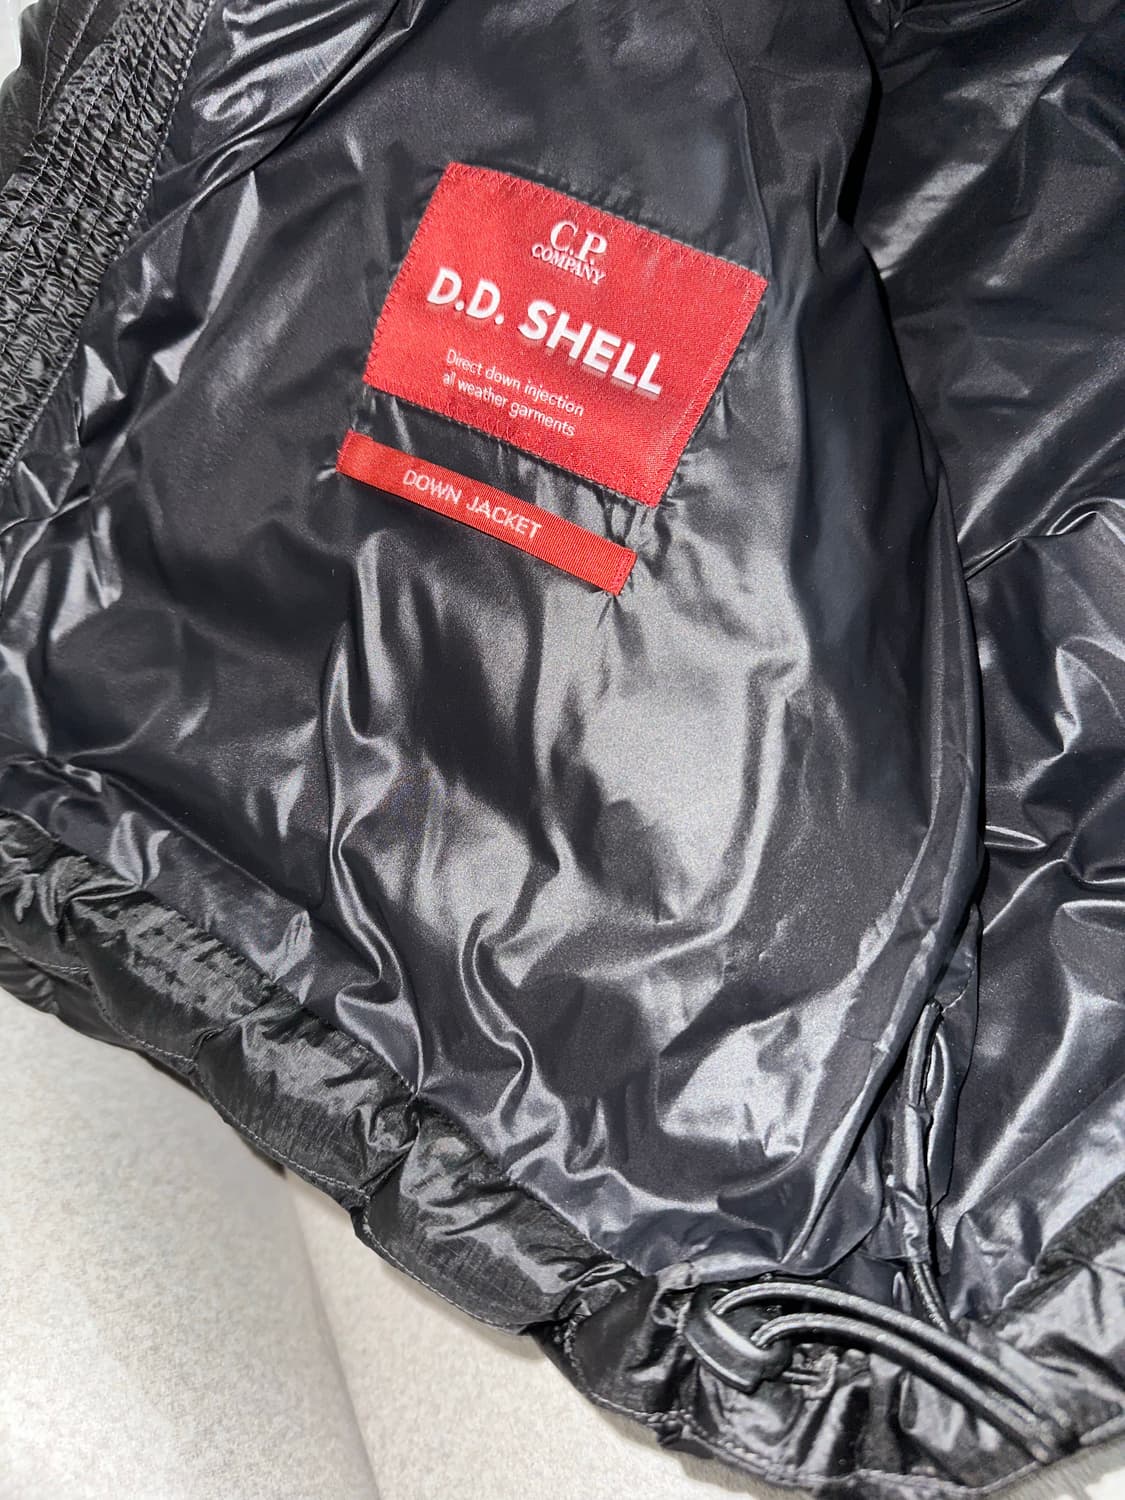 C.P.
COMPANY
D.D. SHELL
Direct down injection
all weather garments
DOWN JACKET